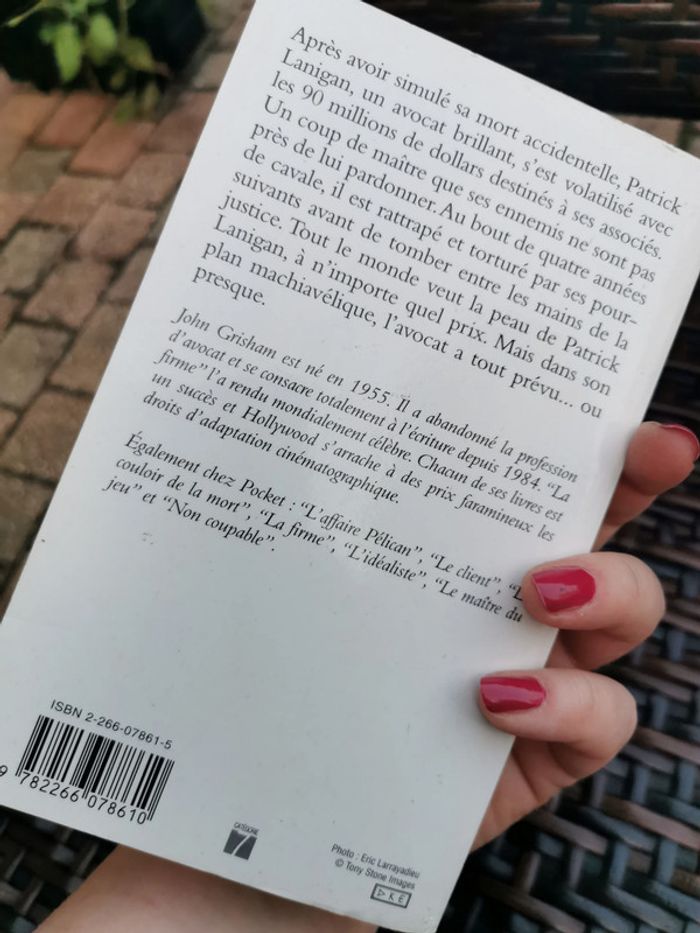 Après avoir simulé sa mort accidentelle, Patrick
Lanigan, un avocat brillant, s'est volatilisé avec
les 90 millions de dollars destinés à ses associés.
Un coup de maître que ses ennemis ne sont pas
près de lui pardonner. Au bout de quatre années
de cavale, il est rattrapé et torturé par ses pour-
suivants avant de tomber entre les mains de la
justice. Tout le monde veut la peau de Patrick
Lanigan, à n'importe quel prix. Mais dans son
plan machiavélique, l'avocat a tout prévu... ou
presque.
John Grisham est né en 1955. Il a abandonné la profession
d'avocat et se consacre totalement à l'écriture depuis 1984. "La
firme" l'a rendu mondialement célèbre. Chacun de ses livres est
un succès et Hollywood s'arrache à des prix faramineux les
droits d'adaptation cinématographique.
Également chez Pocket : "L'affaire Pélican", "Le client",
couloir de la mort", "La firme", "L'idéaliste", "Le maître du
jeu" et "Non coupable".
ISBN 2-266-07861-5
9 782266 078610
CATÉGORIE
7
Photo : Eric Larrayadieu
© Tony Stone Images